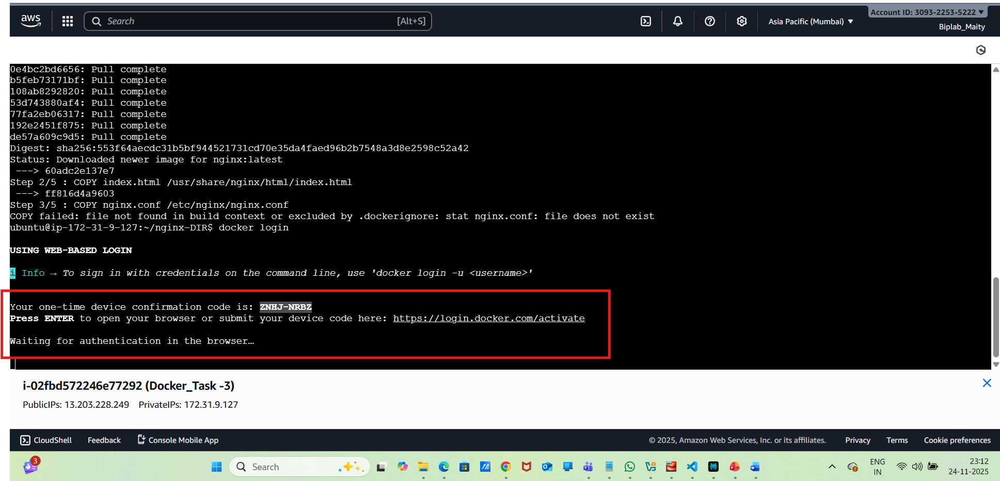 aws
Search [Alt+S]
Asia Pacific (Mumbai) ▼
Account ID: 3093-2253-5222 ▼
Biplab_Maity
0e4bc2bd6656: Pull complete
b5feb73171bf: Pull complete
108ab8292820: Pull complete
53d743880af4: Pull complete
77fa2eb06317: Pull complete
192e2451f875: Pull complete
de57a609c9d5: Pull complete
Digest: sha256:553f64aecdc31b5bf944521731cd70e35da4faed96b2b7548a3d8e2598c52a42
Status: Downloaded newer image for nginx:latest
---> 60adc2e137e7
Step 2/5 : COPY index.html /usr/share/nginx/html/index.html
---> ff816d4a9603
Step 3/5 : COPY nginx.conf /etc/nginx/nginx.conf
COPY failed: file not found in build context or excluded by .dockerignore: stat nginx.conf: file does not exist
ubuntu@ip-172-31-9-127:~/nginx-DIR$ docker login
USING WEB-BASED LOGIN
i Info → To sign in with credentials on the command line, use 'docker login -u <username>'
Your one-time device confirmation code is: ZNHJ-NRBZ
Press ENTER to open your browser or submit your device code here: https://login.docker.com/activate
Waiting for authentication in the browser…
i-02fbd572246e77292 (Docker_Task -3)
PublicIPs: 13.203.228.249 PrivateIPs: 172.31.9.127
CloudShell Feedback Console Mobile App
© 2025, Amazon Web Services, Inc. or its affiliates. Privacy Terms Cookie preferences
3
Search
ENG
IN
23:12
24-11-2025